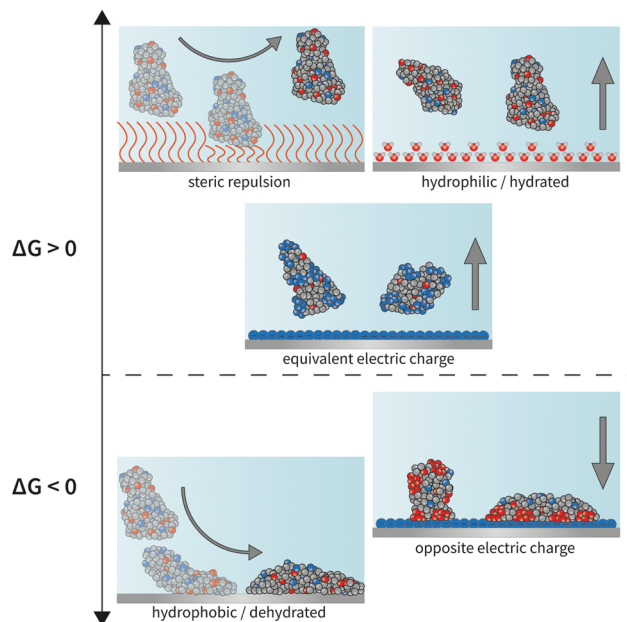 steric repulsion
hydrophilic / hydrated
ΔG > 0
equivalent electric charge
ΔG < 0
opposite electric charge
hydrophobic / dehydrated